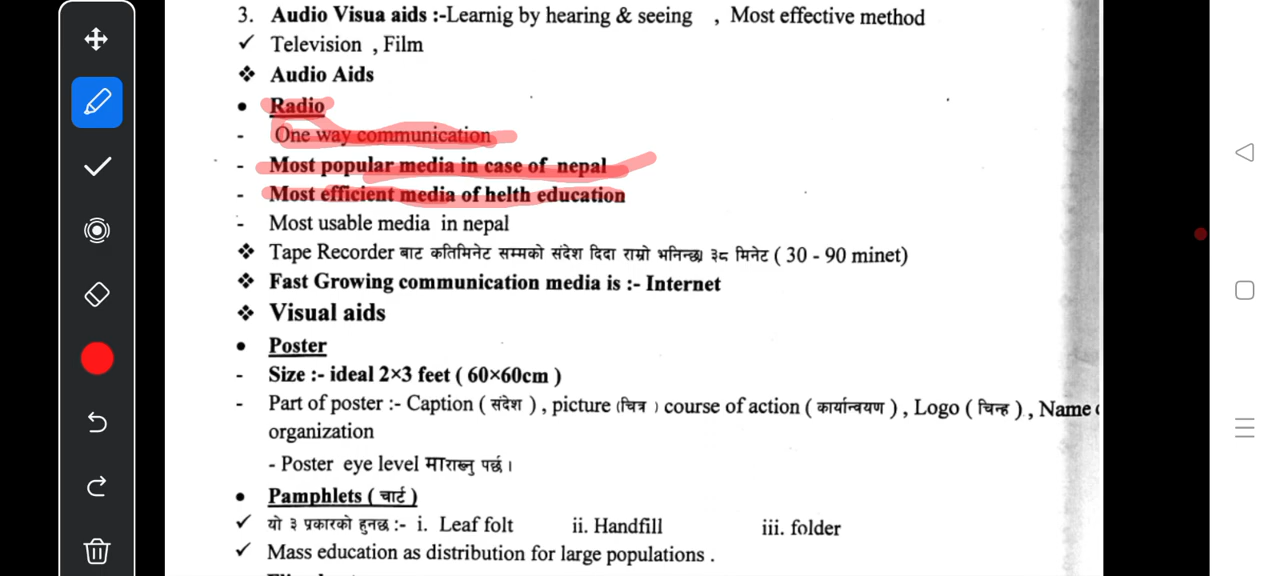 3. Audio Visua aids :-Learnig by hearing & seeing , Most effective method
✓ Television , Film
❖ Audio Aids
• Radio
- One way communication
- Most popular media in case of nepal
- Most efficient media of helth education
- Most usable media in nepal
❖ Tape Recorder बाट कतिमिनेट सम्मको संदेश दिदा राम्रो भनिन्छ। ३८ मिनेट ( 30 - 90 minet)
❖ Fast Growing communication media is :- Internet
❖ Visual aids
• Poster
- Size :- ideal 2×3 feet ( 60×60cm )
- Part of poster :- Caption ( संदेश ) , picture (चित्र ) course of action ( कार्यान्वयण ) , Logo ( चिन्ह ) , Name
organization
- Poster eye level माराख्नु पर्छ ।
• Pamphlets ( चार्ट )
✓ यो ३ प्रकारको हुनछ :- i. Leaf folt ii. Handfill iii. folder
✓ Mass education as distribution for large populations .